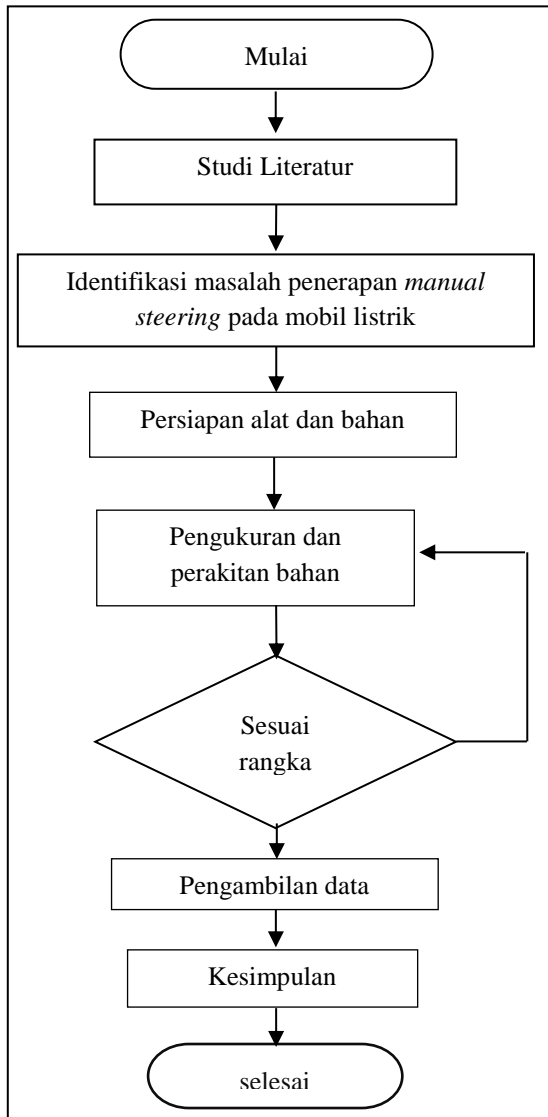 Mulai
Studi Literatur
Identifikasi masalah penerapan manual
steering pada mobil listrik
Persiapan alat dan bahan
Pengukuran dan
perakitan bahan
Sesuai
rangka
Pengambilan data
Kesimpulan
selesai